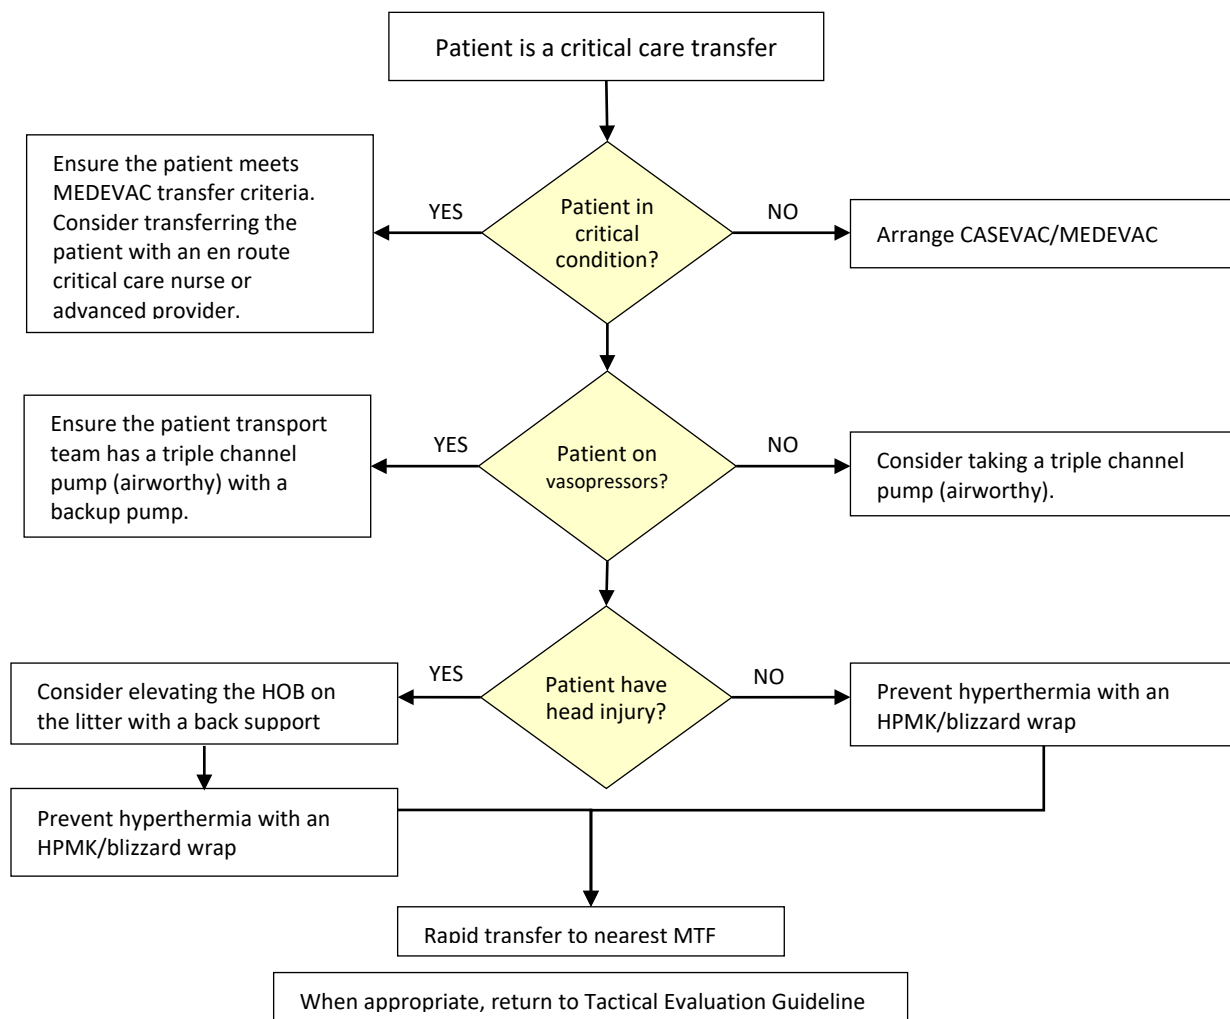 Patient is a critical care transfer
Ensure the patient meets
MEDEVAC transfer criteria.
Consider transferring the
patient with an en route
critical care nurse or
advanced provider.
YES
Patient in
critical
condition?
NO
Arrange CASEVAC/MEDEVAC
Ensure the patient transport
team has a triple channel
pump (airworthy) with a
backup pump.
YES
Patient on
vasopressors?
NO
Consider taking a triple channel
pump (airworthy).
Consider elevating the HOB on
the litter with a back support
YES
Patient have
head injury?
NO
Prevent hyperthermia with an
HPMK/blizzard wrap
Prevent hyperthermia with an
HPMK/blizzard wrap
Rapid transfer to nearest MTF
When appropriate, return to Tactical Evaluation Guideline